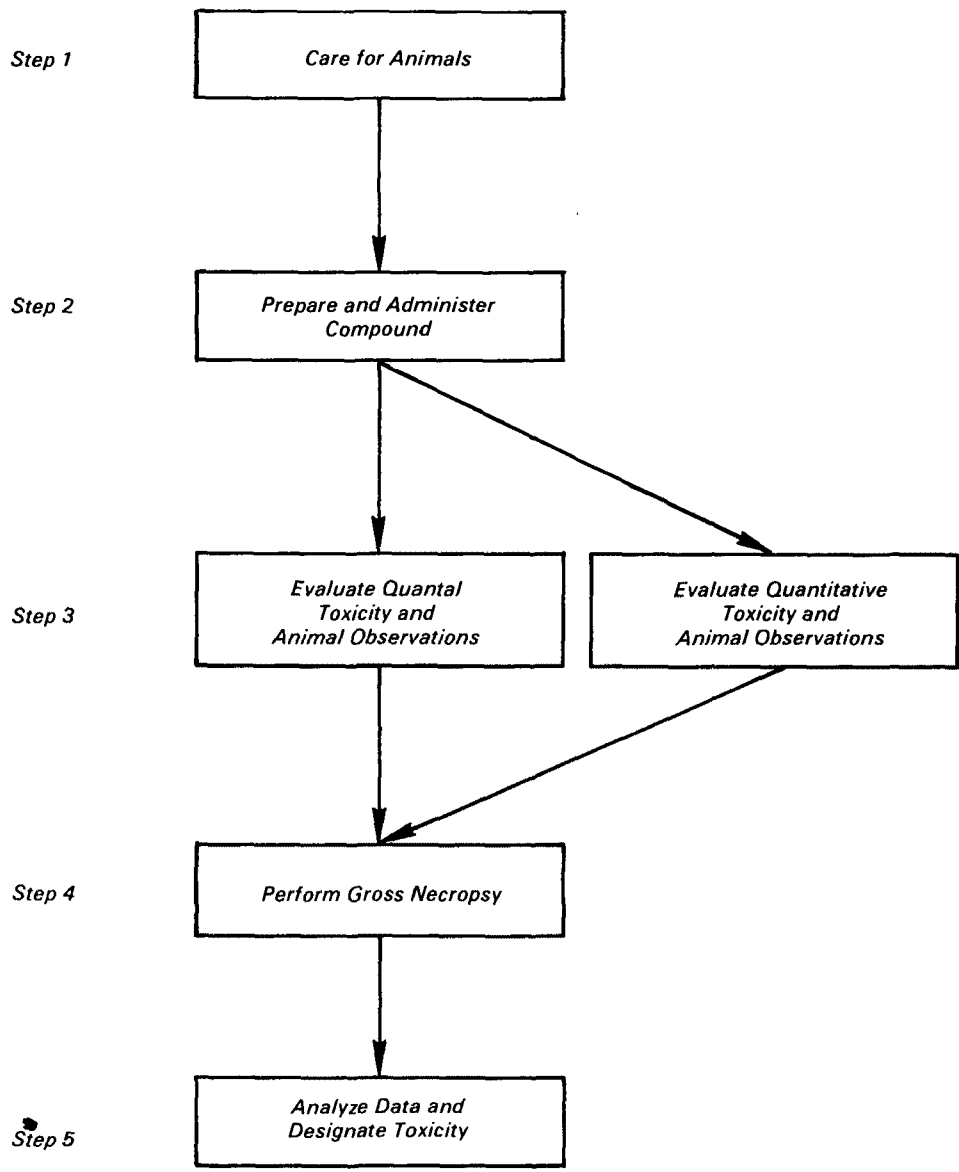 Step 1
Care for Animals
Step 2
Prepare and Administer
Compound
Step 3
Evaluate Quantal
Toxicity and
Animal Observations
Evaluate Quantitative
Toxicity and
Animal Observations
Step 4
Perform Gross Necropsy
Step 5
Analyze Data and
Designate Toxicity